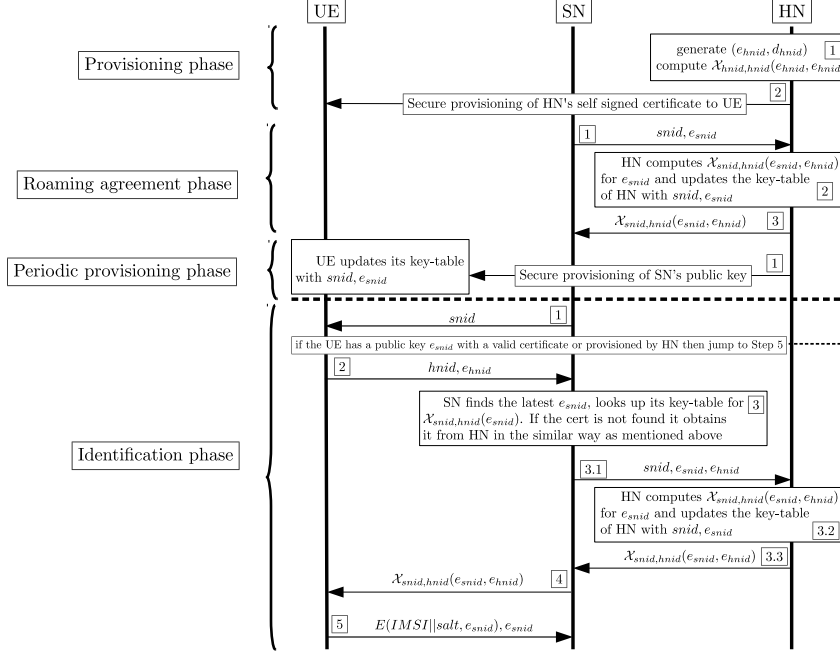 UE
SN
HN
Provisioning phase
generate (e_hnid, d_hnid)
1
compute 𝒳_hnid,hnid(e_hnid, e_hnid
2
Secure provisioning of HN's self signed certificate to UE
Roaming agreement phase
1
snid, e_snid
HN computes 𝒳_snid,hnid(e_snid, e_hnid)
for e_snid and updates the key-table
of HN with snid, e_snid
2
𝒳_snid,hnid(e_snid, e_hnid)
3
Periodic provisioning phase
UE updates its key-table
with snid, e_snid
Secure provisioning of SN's public key
1
Identification phase
snid
1
if the UE has a public key e_snid with a valid certificate or provisioned by HN then jump to Step 5
2
hnid, e_hnid
SN finds the latest e_snid, looks up its key-table for
3
𝒳_snid,hnid(e_snid). If the cert is not found it obtains
it from HN in the similar way as mentioned above
3.1
snid, e_snid, e_hnid
HN computes 𝒳_snid,hnid(e_snid, e_hnid)
for e_snid and updates the key-table
of HN with snid, e_snid
3.2
𝒳_snid,hnid(e_snid, e_hnid)
3.3
𝒳_snid,hnid(e_snid, e_hnid)
4
5
E(IMSI||salt, e_snid), e_snid